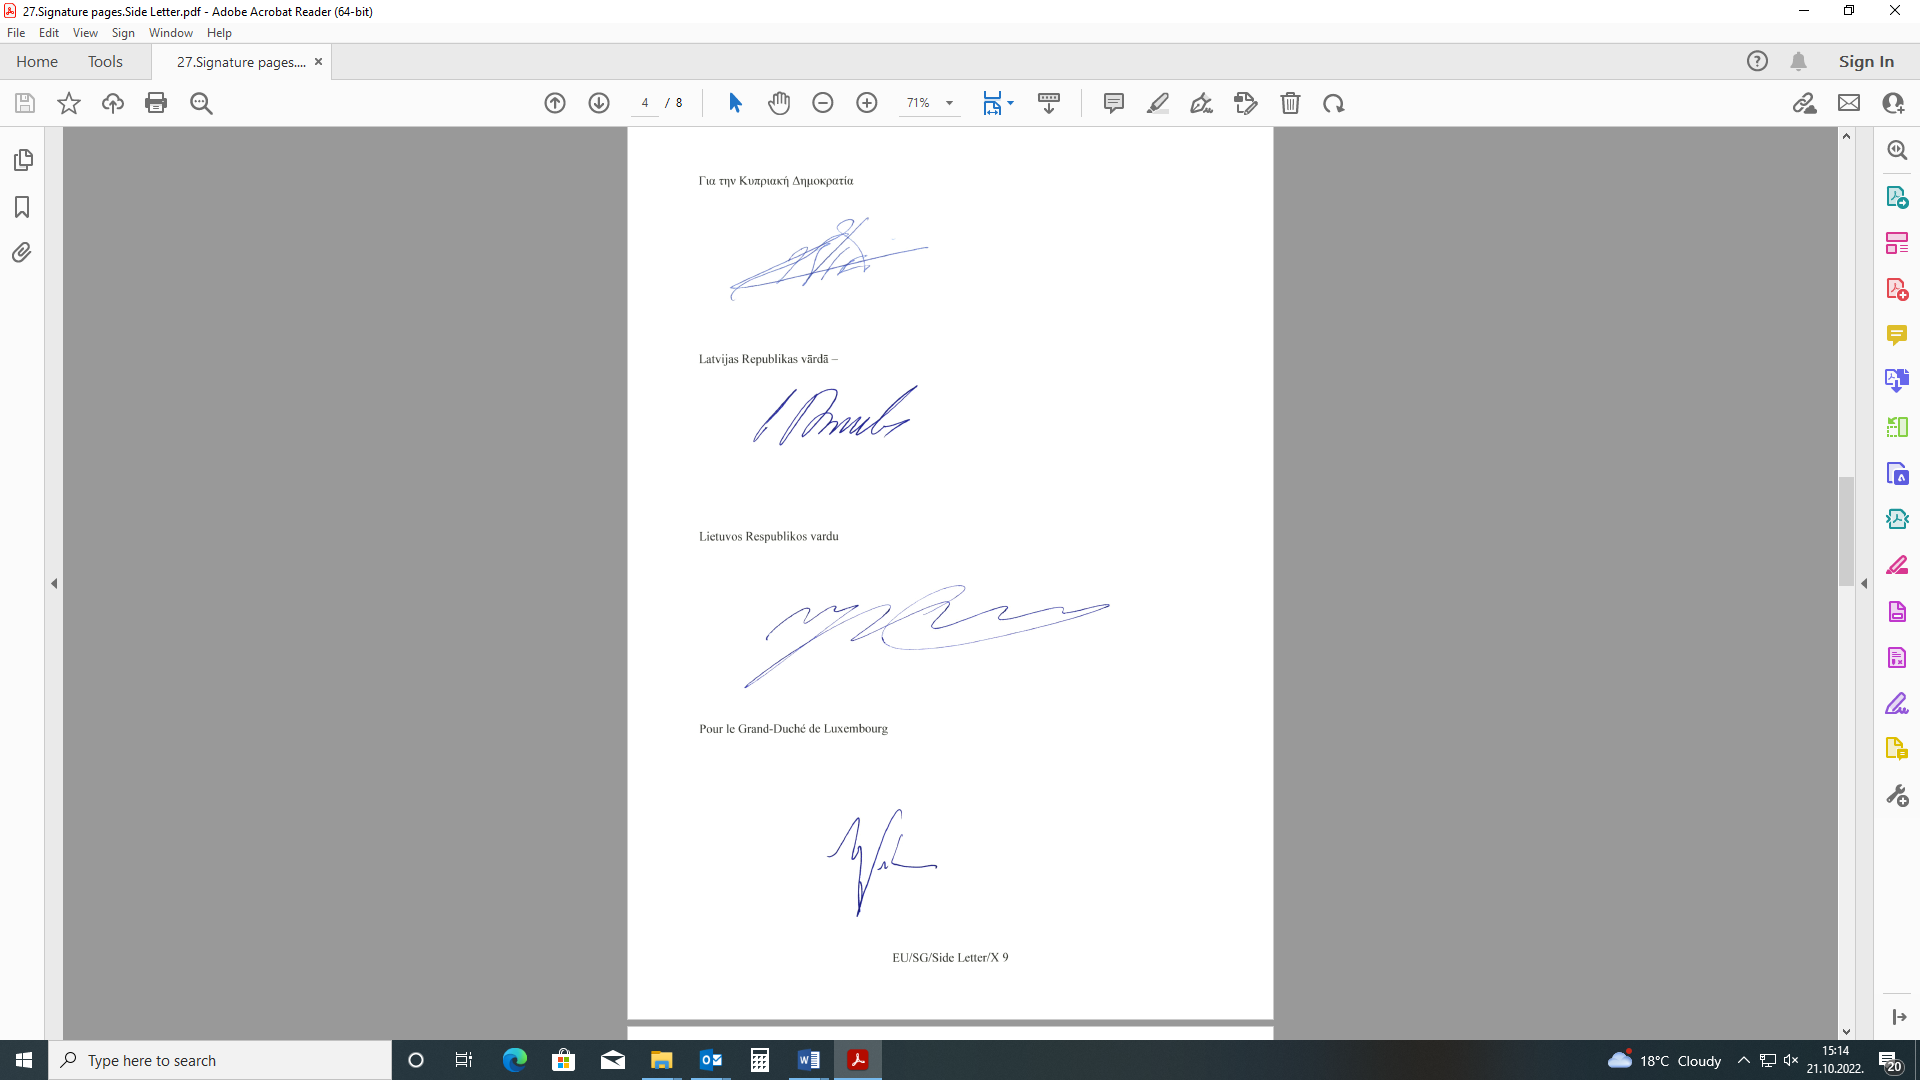 27.Signature pages.Side Letter.pdf - Adobe Acrobat Reader (64-bit)
File Edit View Sign Window Help
Home Tools 27.Signature pages.... × Sign In
4 / 8 71%
Για την Κυπριακή Δημοκρατία
Latvijas Republikas vārdā –
Lietuvos Respublikos vardu
Pour le Grand-Duché de Luxembourg
EU/SG/Side Letter/X 9
Type here to search
18°C Cloudy
15:14
21.10.2022.
20